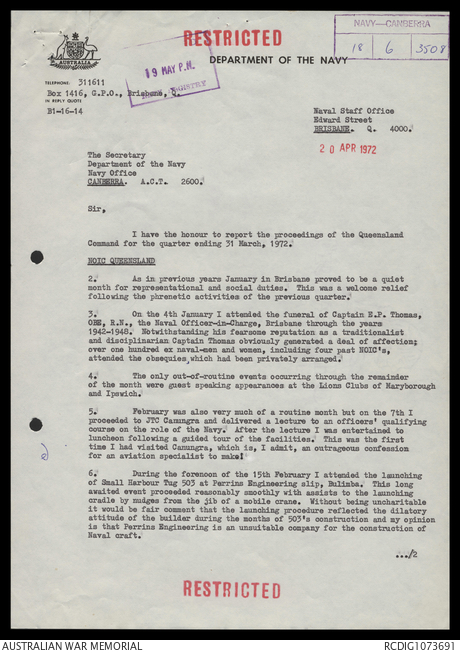 RESTRICTED
NAVY—CANBERRA
18 6 3508
AUSTRALIA
19 MAY P.M.
REGISTRY
DEPARTMENT OF THE NAVY
TELEPHONE: 311611
Box 1416, G.P.O., Brisbane, Q.
IN REPLY QUOTE
B1-16-14
Naval Staff Office
Edward Street
BRISBANE. Q. 4000.
20 APR 1972
The Secretary
Department of the Navy
Navy Office
CANBERRA. A.C.T. 2600.
Sir,
I have the honour to report the proceedings of the Queensland
Command for the quarter ending 31 March, 1972.
NOIC QUEENSLAND
2. As in previous years January in Brisbane proved to be a quiet
month for representational and social duties. This was a welcome relief
following the phrenetic activities of the previous quarter.
3. On the 4th January I attended the funeral of Captain E.P. Thomas,
OBE, R.N., the Naval Officer-in-Charge, Brisbane through the years
1942-1948. Notwithstanding his fearsome reputation as a traditionalist
and disciplinarian Captain Thomas obviously generated a deal of affection;
over one hundred ex naval-men and women, including four past NOIC's,
attended the obsequies which had been privately arranged.
4. The only out-of-routine events occurring through the remainder
of the month were guest speaking appearances at the Lions Clubs of Maryborough
and Ipswich.
5. February was also very much of a routine month but on the 7th I
proceeded to JTC Canungra and delivered a lecture to an officers' qualifying
course on the role of the Navy. After the lecture I was entertained to
luncheon following a guided tour of the facilities. This was the first
time I had visited Canungra, which is, I admit, an outrageous confession
for an aviation specialist to make!
6. During the forenoon of the 15th February I attended the launching
of Small Harbour Tug 503 at Perrins Engineering slip, Bulimba. This long
awaited event proceeded reasonably smoothly with assists to the launching
cradle by nudges from the jib of a mobile crane. Without being uncharitable
it would be fair comment that the launching procedure reflected the dilatory
attitude of the builder during the months of 503's construction and my opinion
is that Perrins Engineering is an unsuitable company for the construction of
Naval craft.
.../2
RESTRICTED
AUSTRALIAN WAR MEMORIAL
RCDIG1073691